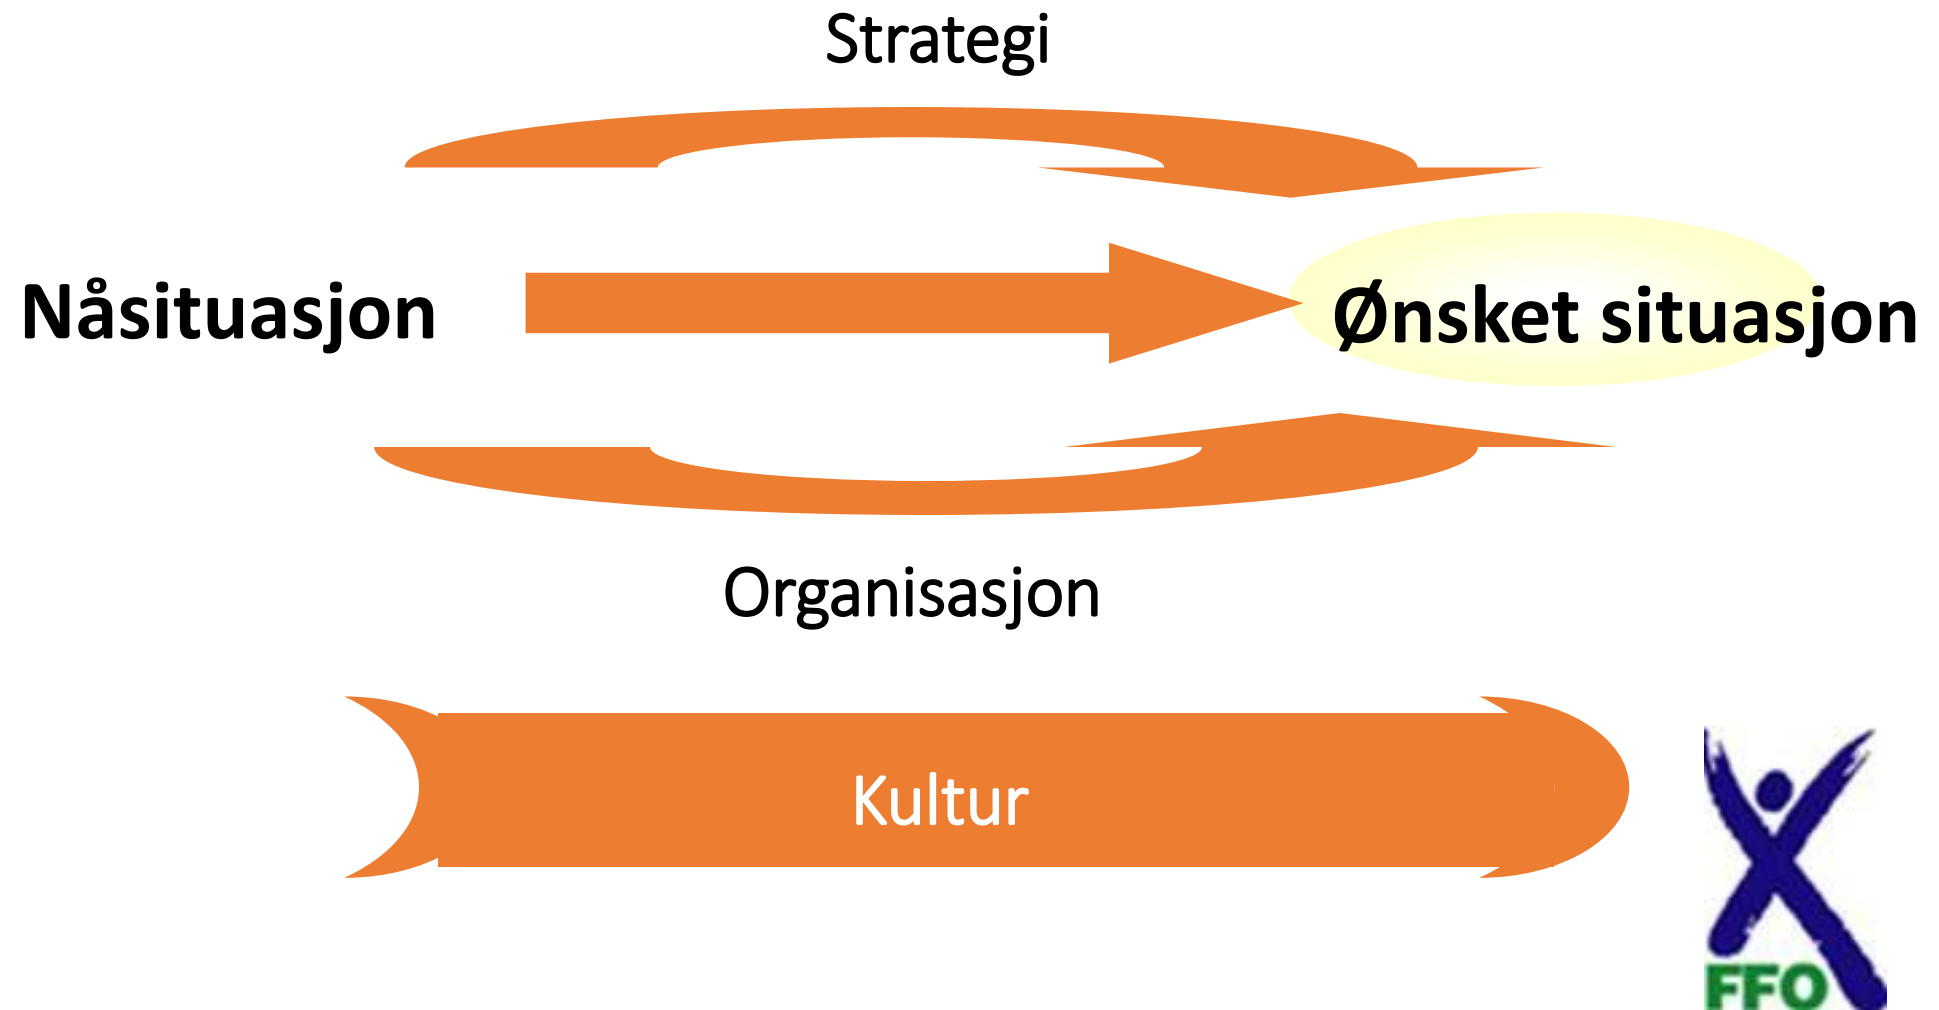 Strategi
Nåsituasjon
Ønsket situasjon
Organisasjon
Kultur
FFO